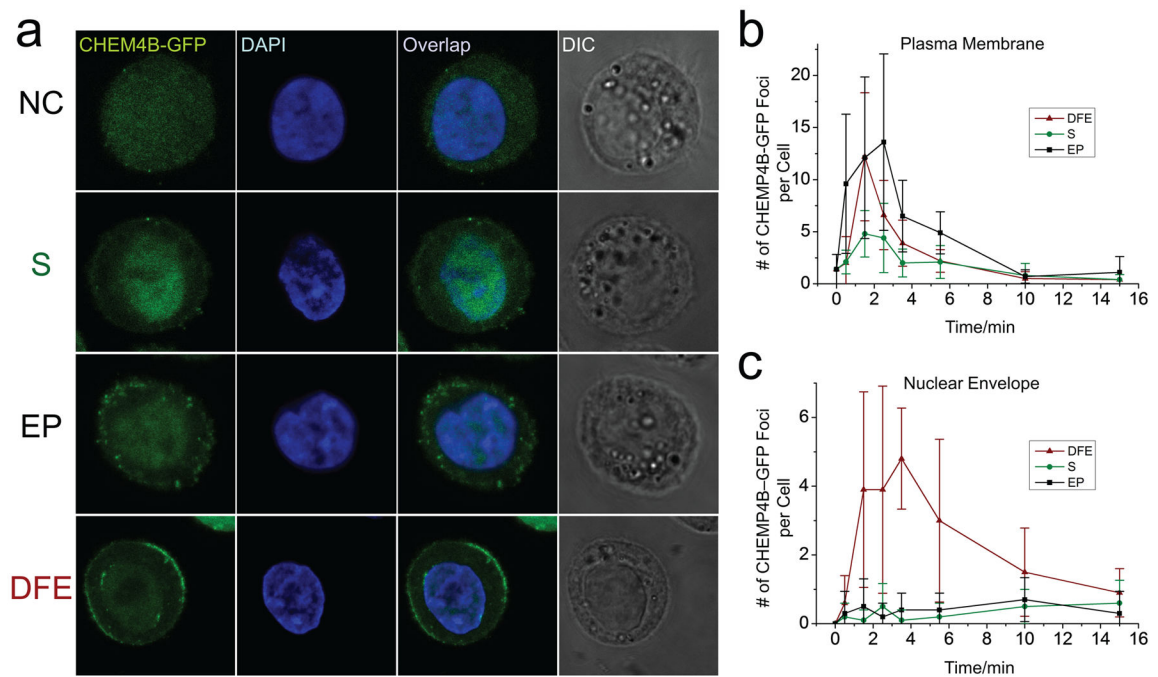 a
CHEM4B-GFP
DAPI
Overlap
DIC
NC
S
EP
DFE
b
Plasma Membrane
# of CHEMP4B-GFP Foci
per Cell
20
15
10
5
0
DFE
S
EP
0 2 4 6 8 10 12 14 16
Time/min
c
Nuclear Envelope
# of CHEMP4B-GFP Foci
per Cell
6
4
2
0
DFE
S
EP
0 2 4 6 8 10 12 14 16
Time/min